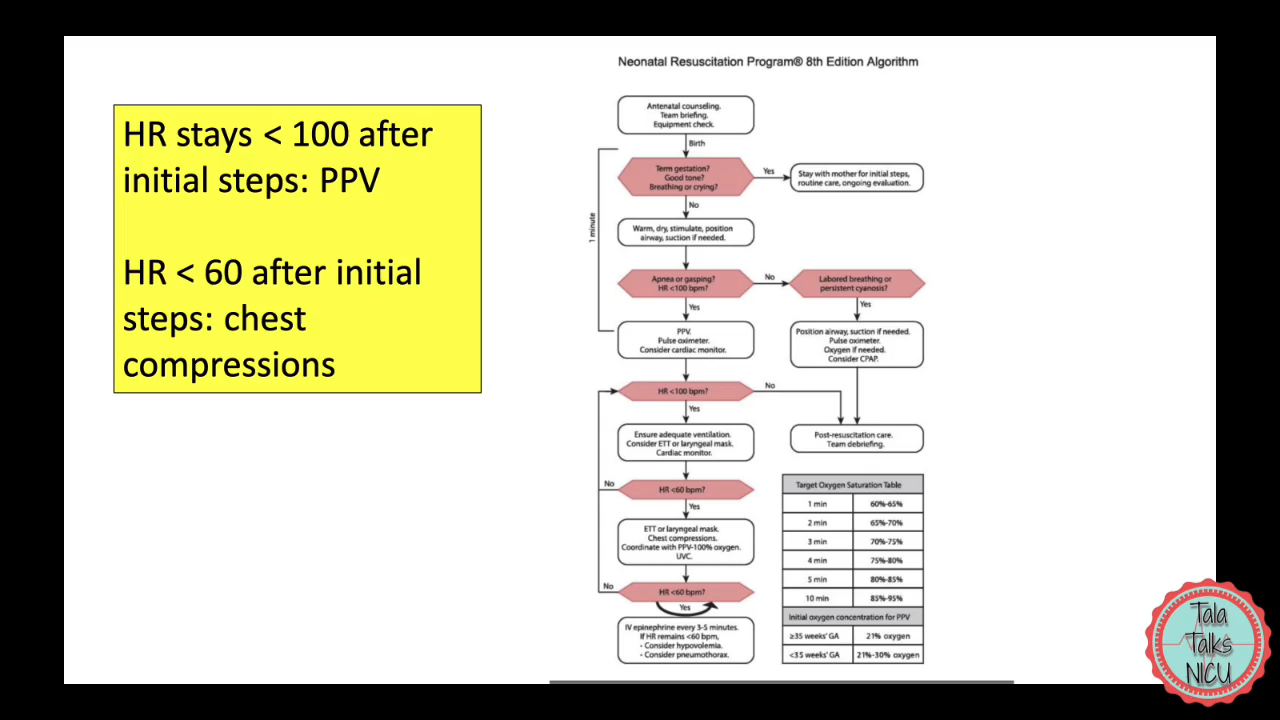 HR stays < 100 after
initial steps: PPV
HR < 60 after initial
steps: chest
compressions
Neonatal Resuscitation Program® 8th Edition Algorithm
Antenatal counseling.
Team briefing.
Equipment check.
Birth
1 minute
Term gestation?
Good tone?
Breathing or crying?
Yes
Stay with mother for initial steps,
routine care, ongoing evaluation.
No
Warm, dry, stimulate, position
airway, suction if needed.
Apnea or gasping?
HR <100 bpm?
No
Labored breathing or
persistent cyanosis?
Yes
Yes
PPV.
Pulse oximeter.
Consider cardiac monitor.
Position airway, suction if needed.
Pulse oximeter.
Oxygen if needed.
Consider CPAP.
HR <100 bpm?
No
Yes
Ensure adequate ventilation.
Consider ETT or laryngeal mask.
Cardiac monitor.
Post-resuscitation care.
Team debriefing.
HR <60 bpm?
No
Yes
ETT or laryngeal mask.
Chest compressions.
Coordinate with PPV-100% oxygen.
UVC.
HR <60 bpm?
No
Yes
IV epinephrine every 3-5 minutes.
If HR remains <60 bpm,
- Consider hypovolemia.
- Consider pneumothorax.
Target Oxygen Saturation Table
1 min 60%-65%
2 min 65%-70%
3 min 70%-75%
4 min 75%-80%
5 min 80%-85%
10 min 85%-95%
Initial oxygen concentration for PPV
≥35 weeks' GA 21% oxygen
<35 weeks' GA 21%-30% oxygen
Tala
Talks
NICU